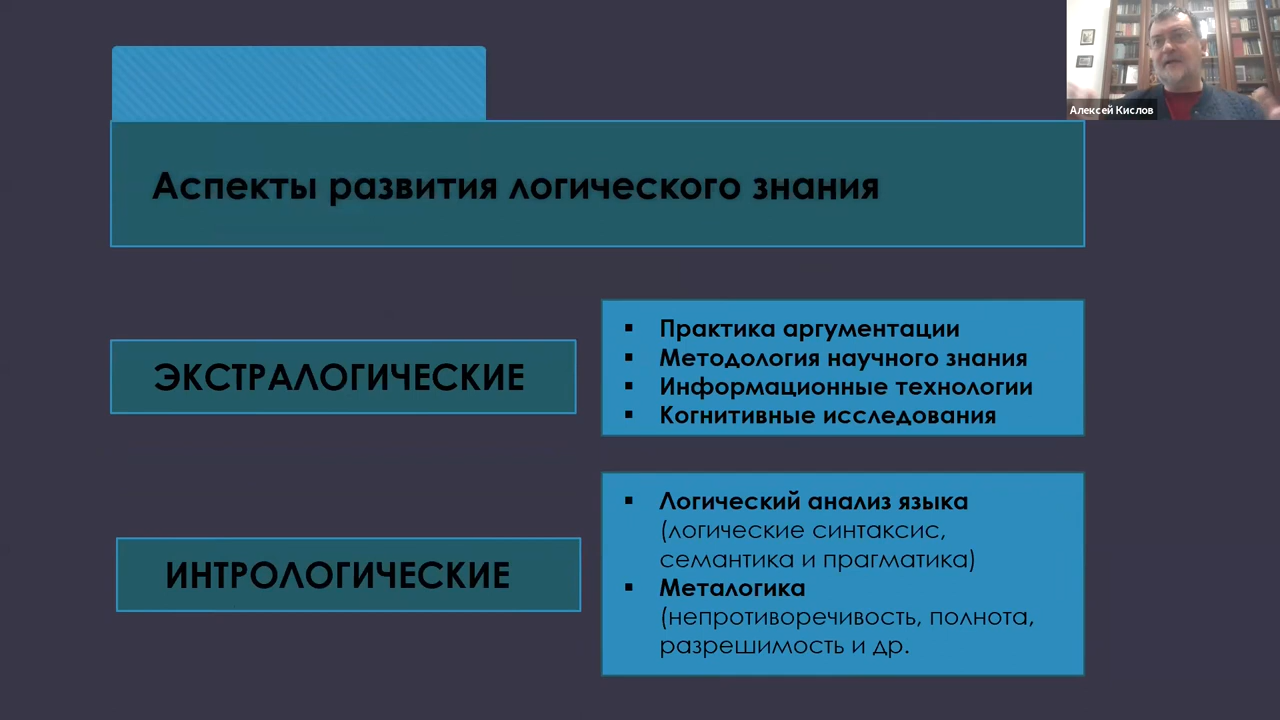 Алексей Кислов
Аспекты развития логического знания
ЭКСТРАЛОГИЧЕСКИЕ
▪ Практика аргументации
▪ Методология научного знания
▪ Информационные технологии
▪ Когнитивные исследования
ИНТРОЛОГИЧЕСКИЕ
▪ Логический анализ языка
(логические синтаксис,
семантика и прагматика)
▪ Металогика
(непротиворечивость, полнота,
разрешимость и др.